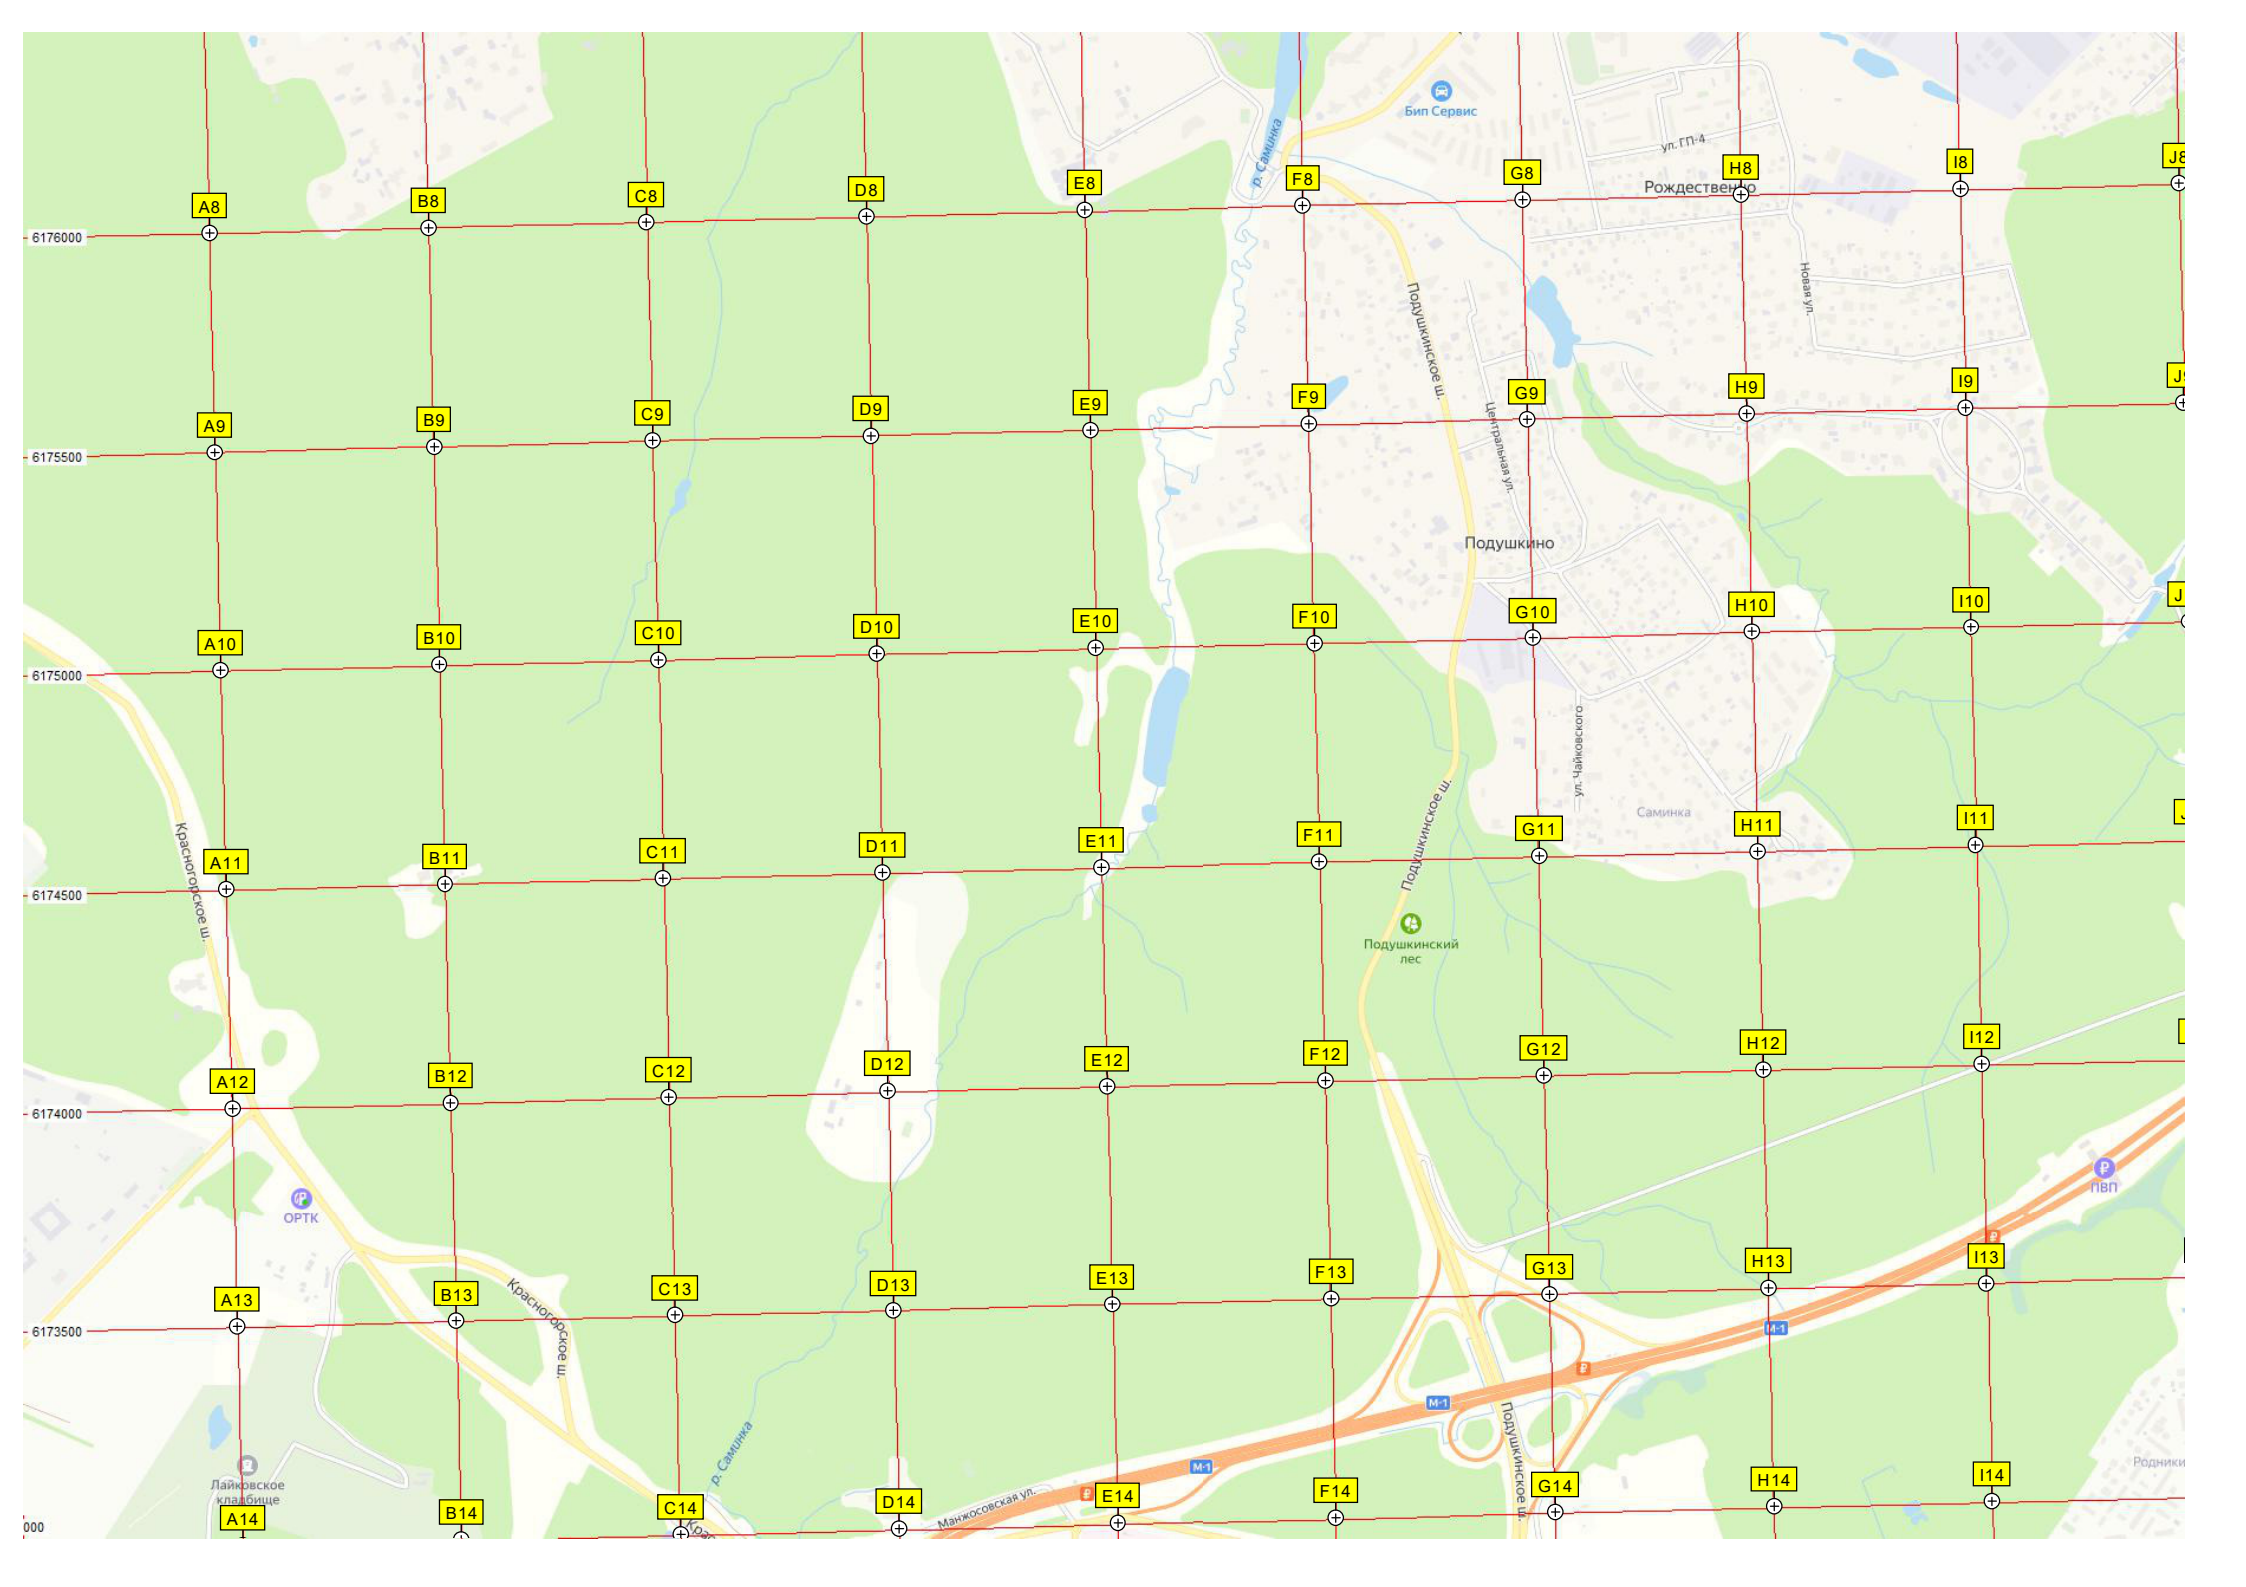 Бип Сервис
р. Саминка
ул. ГП-4
A8
B8
C8
D8
E8
F8
G8
H8
I8
J8
Рождествено
6176000
Новая ул.
Подушкинское ш.
A9
B9
C9
D9
E9
F9
G9
H9
I9
6175500
Центральная ул.
Подушкино
A10
B10
C10
D10
E10
F10
G10
H10
I10
J
6175000
ул. Чайковского
Саминка
Подушкинское ш.
Красногорское ш.
A11
B11
C11
D11
E11
F11
G11
H11
I11
6174500
Подушкинский
лес
A12
B12
C12
D12
E12
F12
G12
H12
I12
6174000
ПВП
ОРТК
A13
B13
C13
D13
E13
F13
G13
H13
I13
6173500
Красногорское ш.
М-1
М-1
М-1
р. Саминка
Подушкинское ш.
Родники
Лайковское
кладбище
Манжосовская ул.
A14
B14
C14
D14
E14
F14
G14
H14
I14
000
Крас